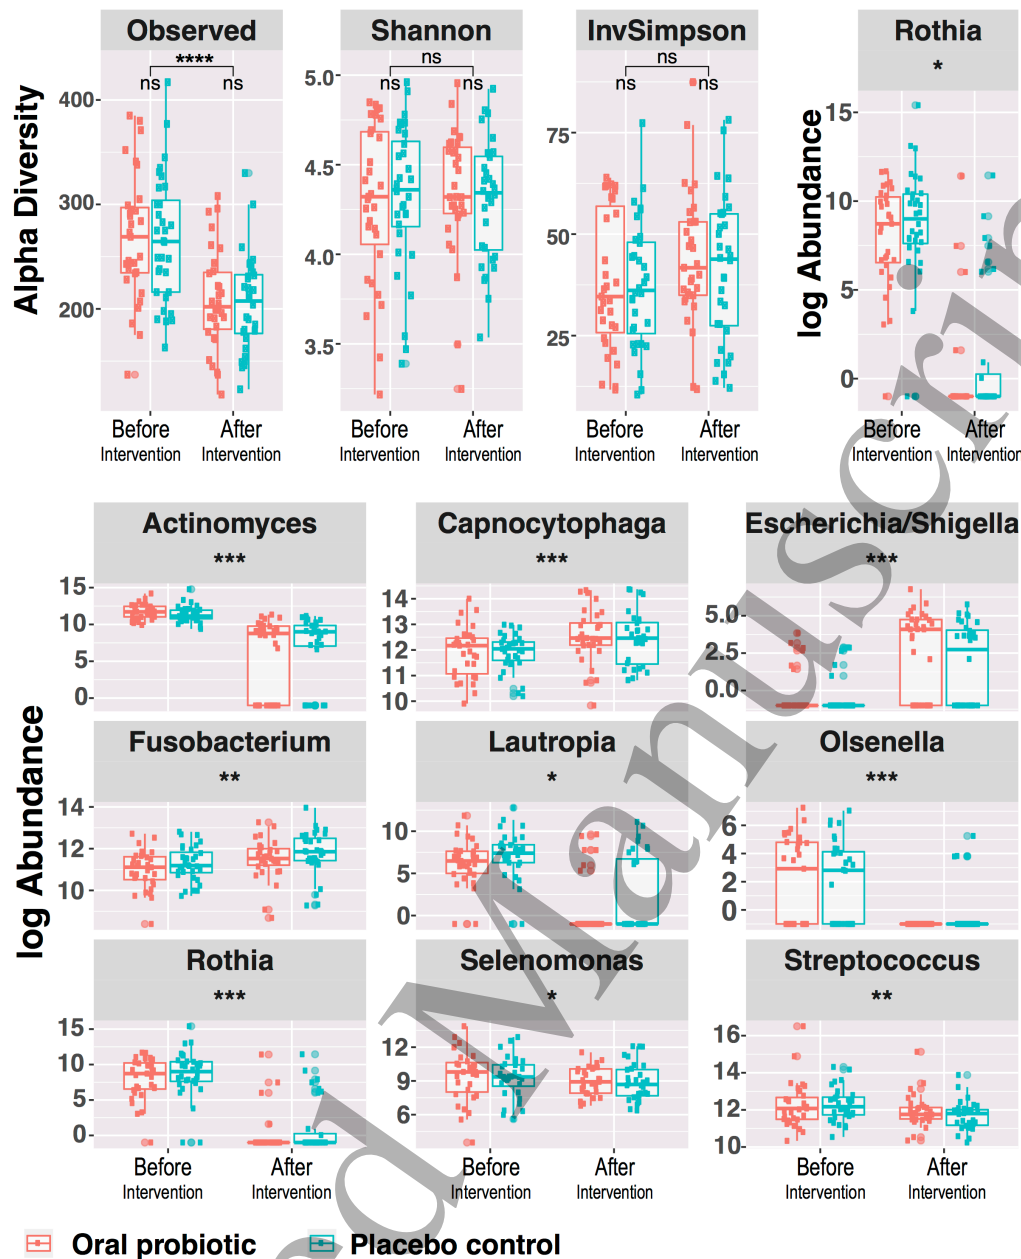 Observed Shannon InvSimpson Rothia
**** ns ns *
ns ns ns ns ns ns
Alpha Diversity
400
300
200
5.0
4.5
4.0
3.5
75
50
25
log Abundance
15
10
5
0
Before After Before After Before After Before After
Intervention Intervention Intervention Intervention Intervention Intervention Intervention Intervention
Actinomyces Capnocytophaga Escherichia/Shigella
*** *** ***
15
10
5
0
14
13
12
11
10
5.0
2.5
0.0
log Abundance
Fusobacterium Lautropia Olsenella
** * ***
14
12
10
10
5
0
6
4
2
0
Rothia Selenomonas Streptococcus
*** * **
15
10
5
0
12
9
6
16
14
12
10
Before After Before After Before After
Intervention Intervention Intervention Intervention Intervention Intervention
Oral probiotic Placebo control
ed Manuscrip